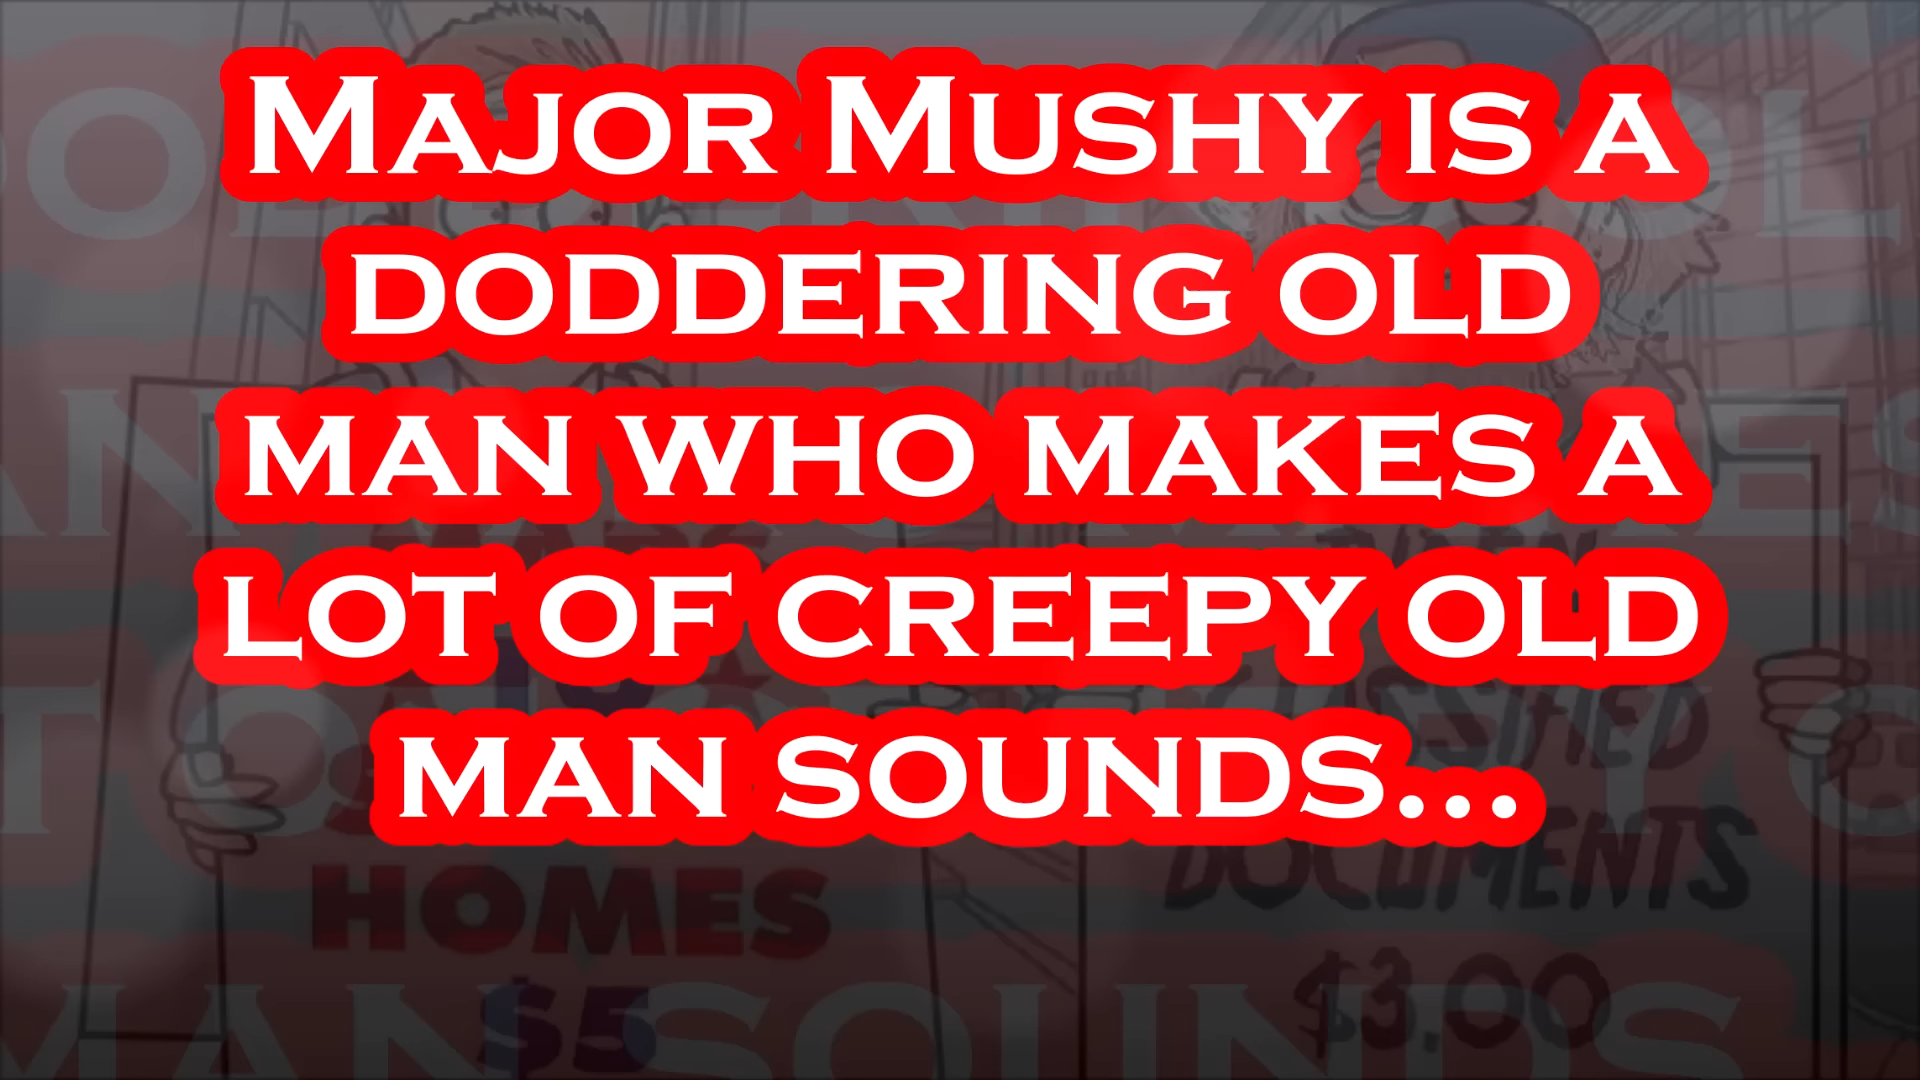 Major Mushy is a
doddering old
man who makes a
lot of creepy old
man sounds...
HOMES
$5
CLASSIFIED
DOCUMENTS
$3.00